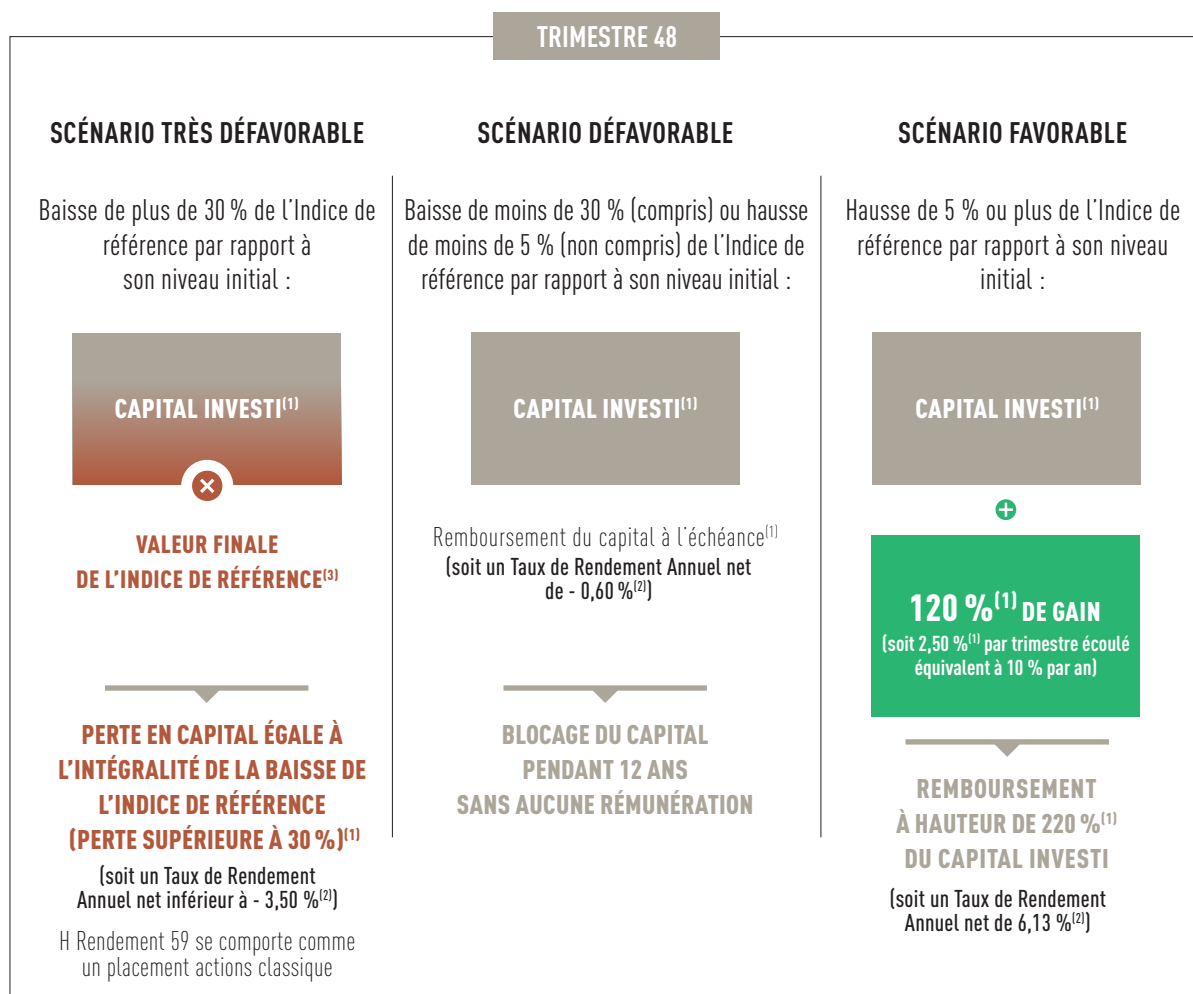 TRIMESTRE 48
SCÉNARIO TRÈS DÉFAVORABLE
Baisse de plus de 30 % de l'Indice de
référence par rapport à
son niveau initial :
CAPITAL INVESTI(1)
VALEUR FINALE
DE L'INDICE DE RÉFÉRENCE(3)
PERTE EN CAPITAL ÉGALE À
L'INTÉGRALITÉ DE LA BAISSE DE
L'INDICE DE RÉFÉRENCE
(PERTE SUPÉRIEURE À 30 %)(1)
(soit un Taux de Rendement
Annuel net inférieur à - 3,50 %(2))
H Rendement 59 se comporte comme
un placement actions classique
SCÉNARIO DÉFAVORABLE
Baisse de moins de 30 % (compris) ou hausse
de moins de 5 % (non compris) de l'Indice de
référence par rapport à son niveau initial :
CAPITAL INVESTI(1)
Remboursement du capital à l'échéance(1)
(soit un Taux de Rendement Annuel net
de - 0,60 %(2))
BLOCAGE DU CAPITAL
PENDANT 12 ANS
SANS AUCUNE RÉMUNÉRATION
SCÉNARIO FAVORABLE
Hausse de 5 % ou plus de l'Indice de
référence par rapport à son niveau
initial :
CAPITAL INVESTI(1)
120 %(1) DE GAIN
(soit 2,50 %(1) par trimestre écoulé
équivalent à 10 % par an)
REMBOURSEMENT
À HAUTEUR DE 220 %(1)
DU CAPITAL INVESTI
(soit un Taux de Rendement
Annuel net de 6,13 %(2))